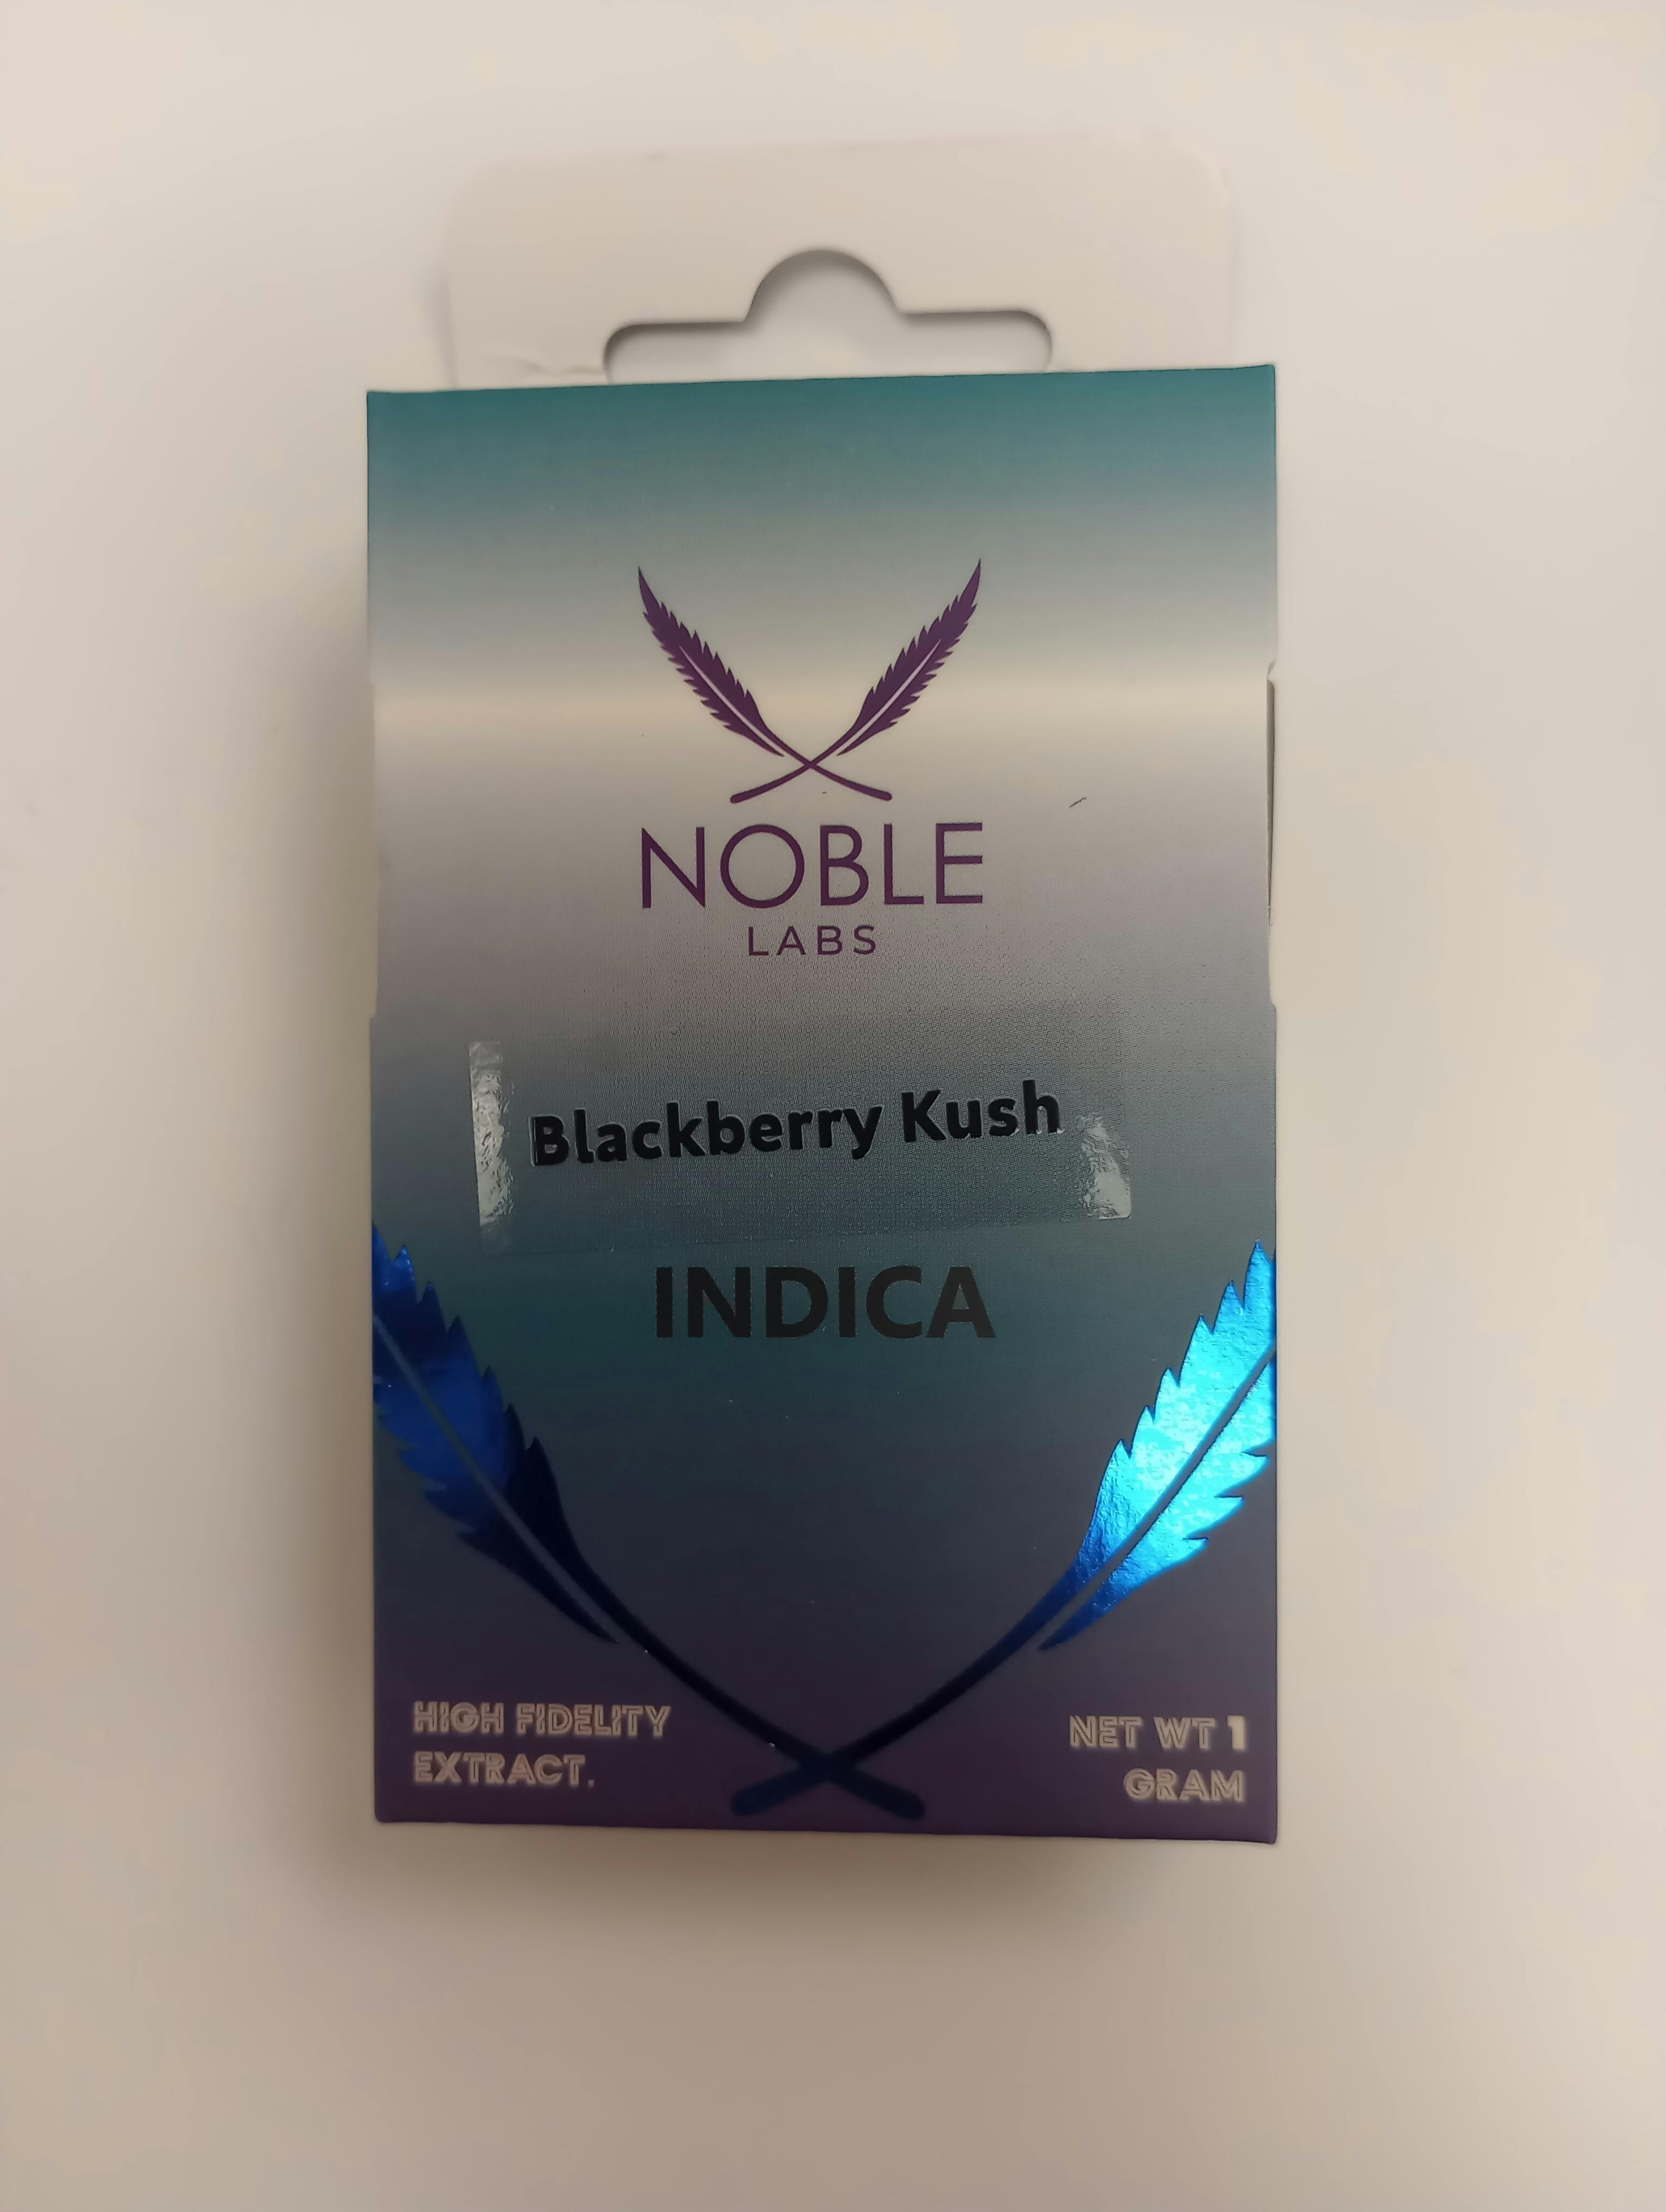 NOBLE
LABS
Blackberry Kush
INDICA
HIGH FIDELITY
EXTRACT.
NET WT 1
GRAM